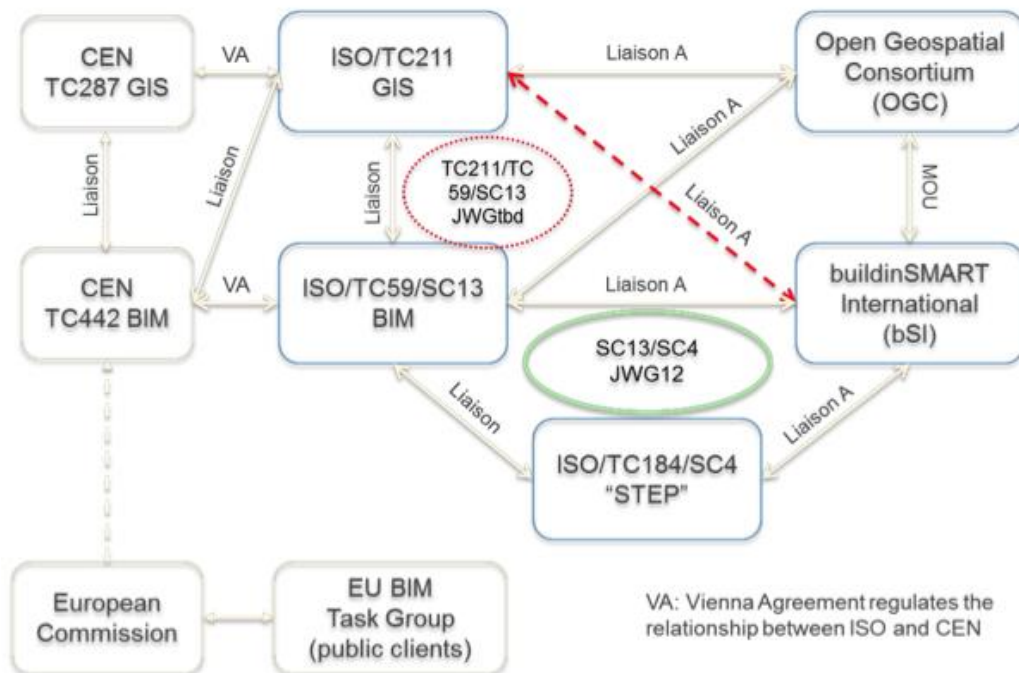 CEN
TC287 GIS
VA
ISO/TC211
GIS
Liaison A
Open Geospatial
Consortium
(OGC)
Liaison
Liaison
Liaison
TC211/TC
59/SC13
JWGtbd
Liaison A
Liaison A
MOU
CEN
TC442 BIM
VA
ISO/TC59/SC13
BIM
Liaison A
buildinSMART
International
(bSI)
SC13/SC4
JWG12
Liaison
Liaison A
ISO/TC184/SC4
“STEP”
European
Commission
EU BIM
Task Group
(public clients)
VA: Vienna Agreement regulates the
relationship between ISO and CEN